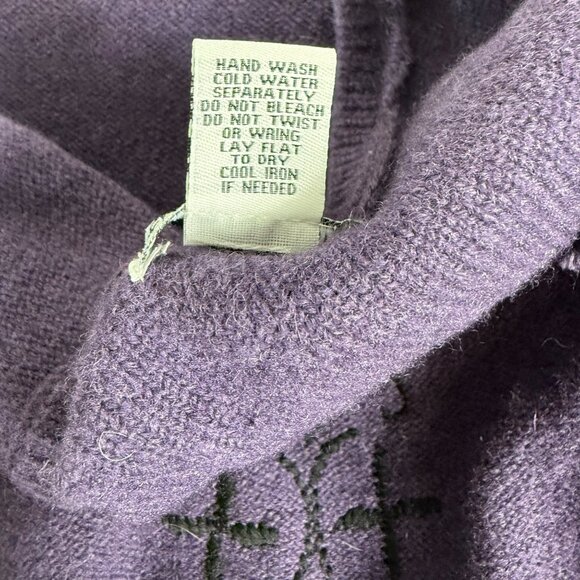 HAND WASH
COLD WATER
SEPARATELY
DO NOT BLEACH
DO NOT TWIST
OR WRING
LAY FLAT
TO DRY
COOL IRON
IF NEEDED